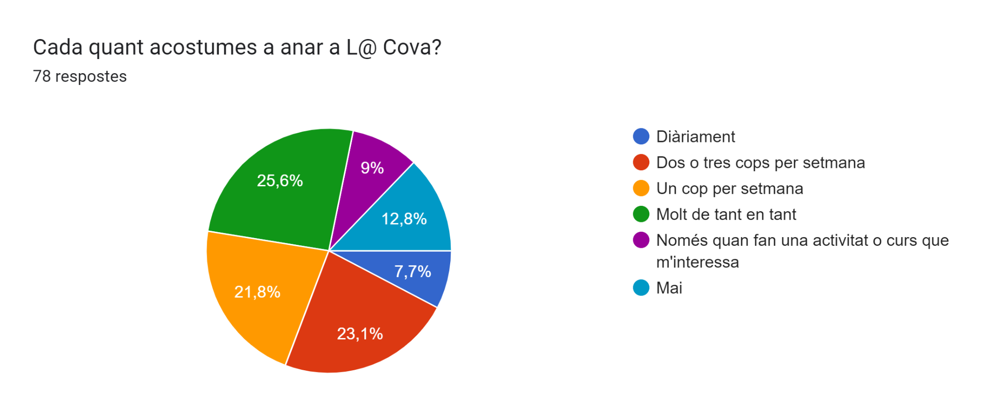 Cada quant acostumes a anar a L@ Cova?
78 respostes
25,6%
9%
12,8%
7,7%
21,8%
23,1%
Diàriament
Dos o tres cops per setmana
Un cop per setmana
Molt de tant en tant
Només quan fan una activitat o curs que
m'interessa
Mai